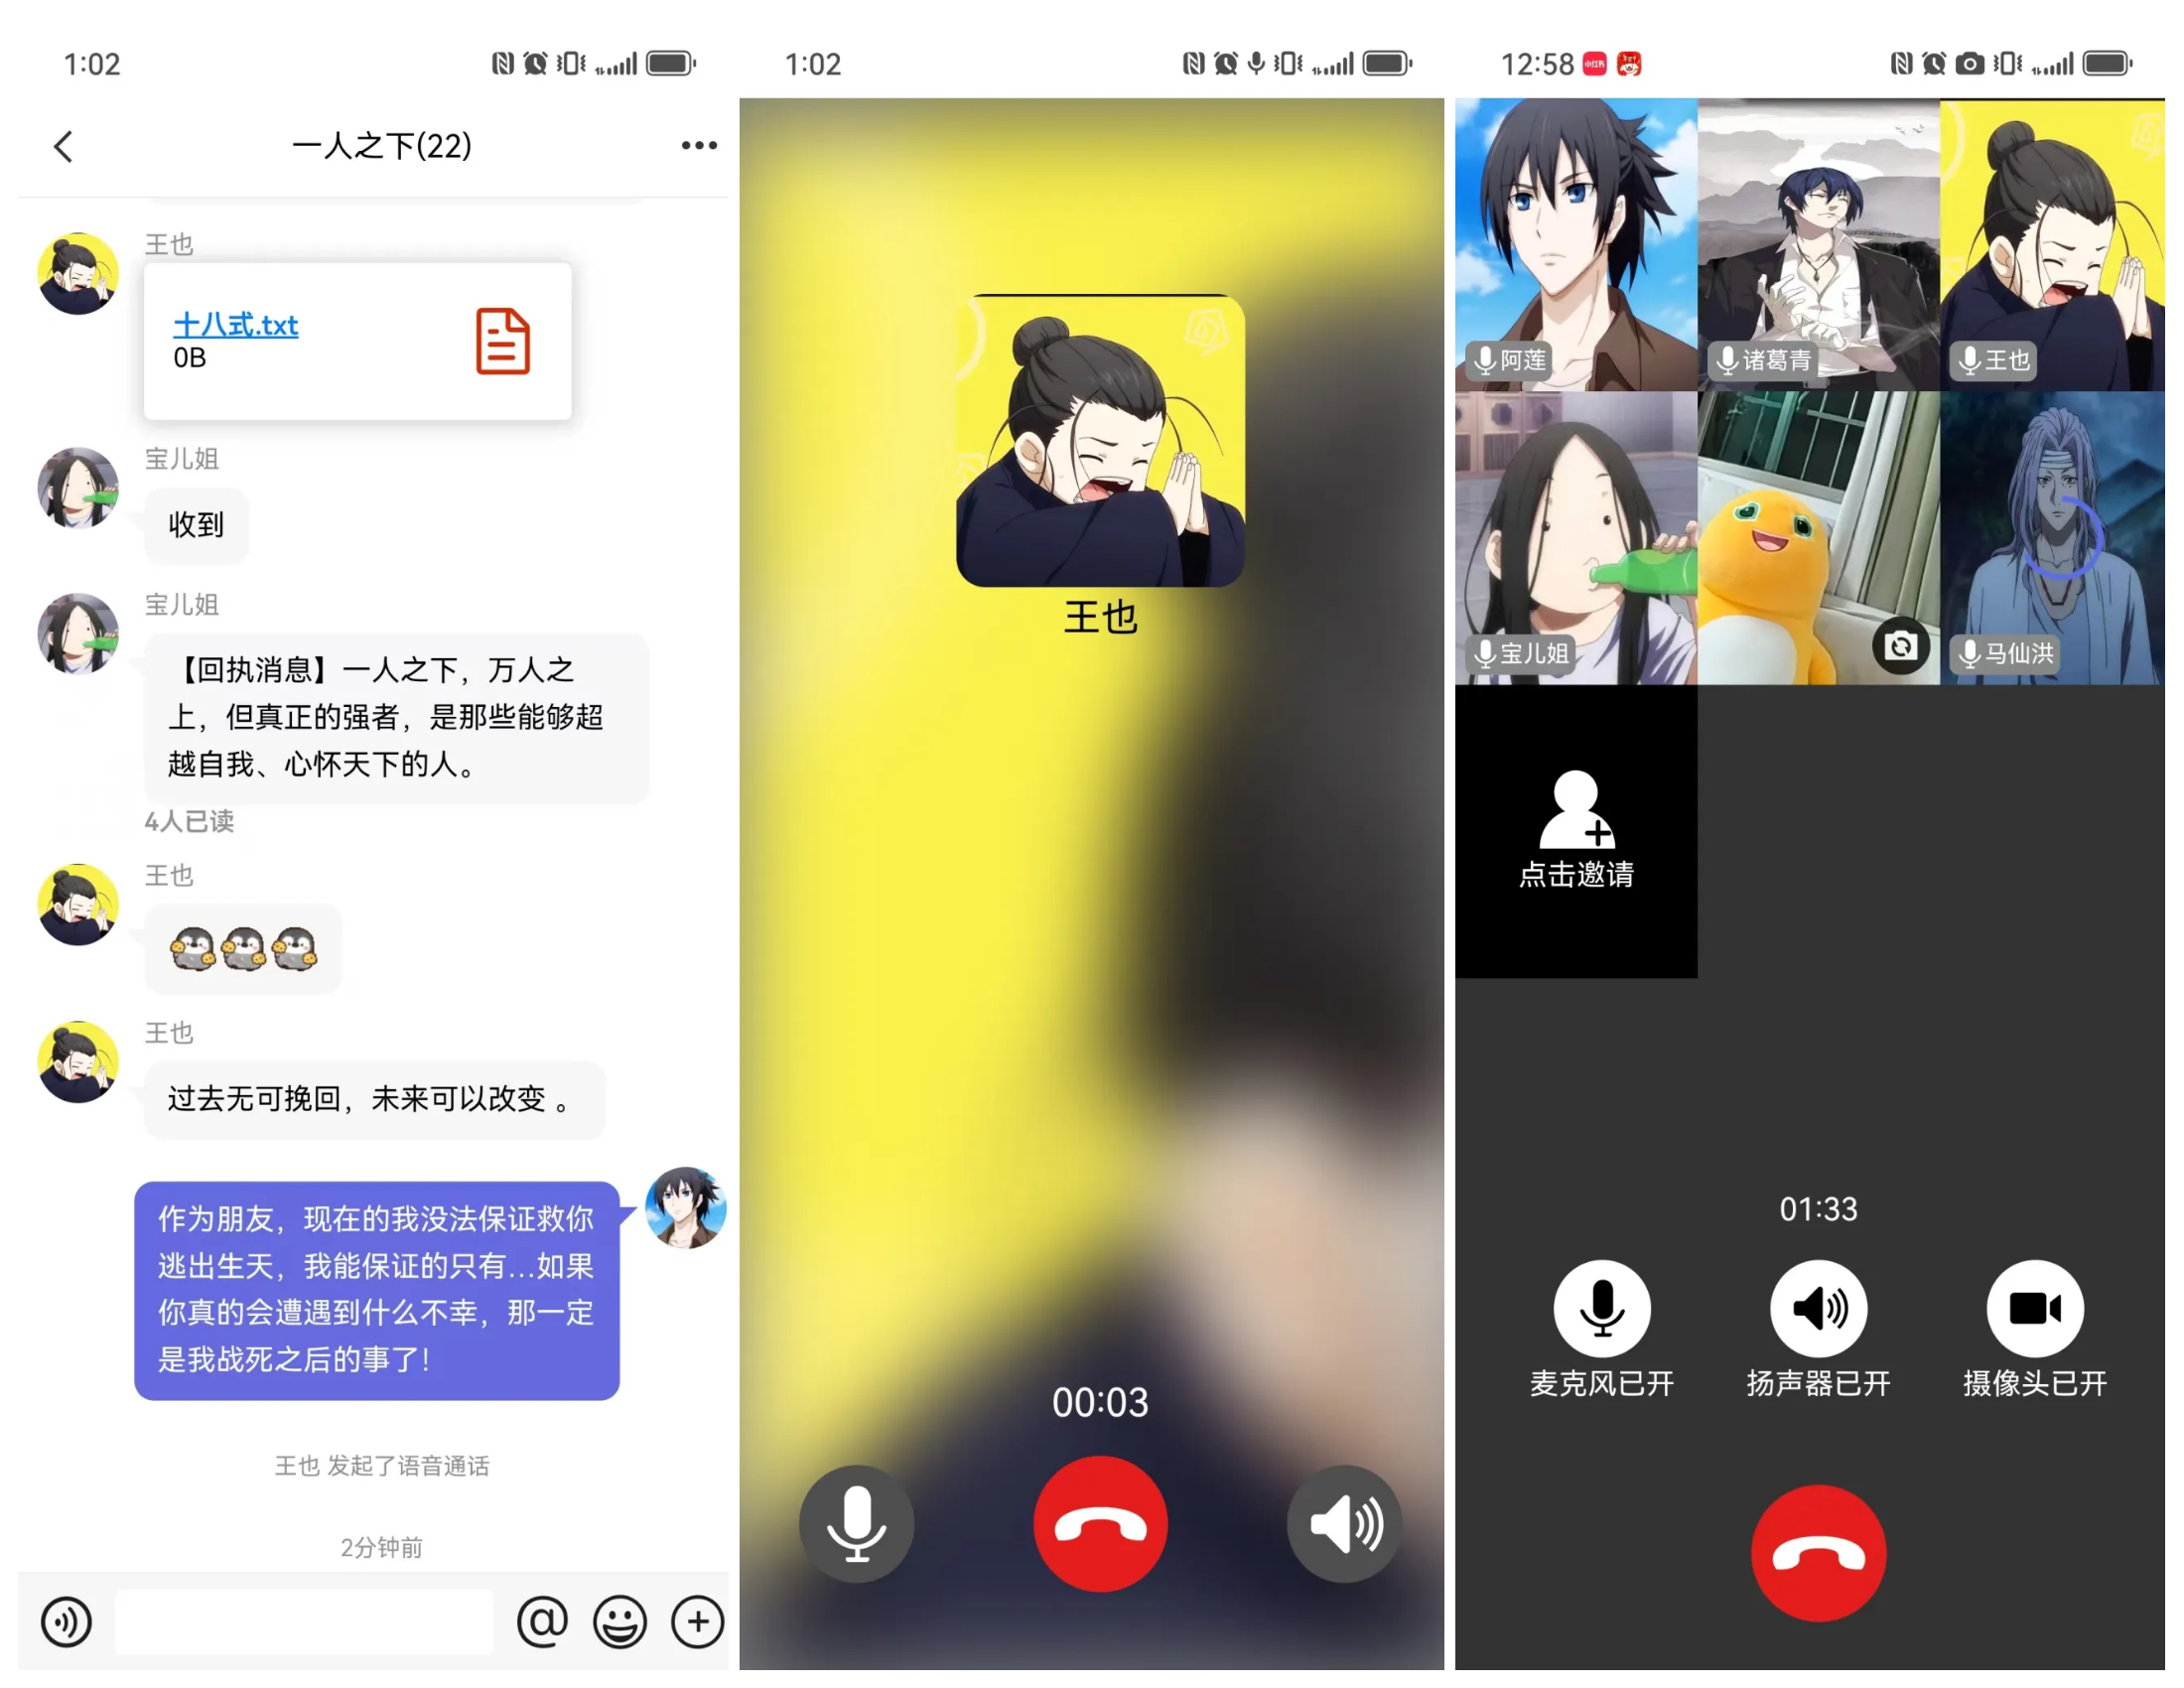 1:02
一人之下(22)
王也
十八式.txt
0B
宝儿姐
收到
宝儿姐
【回执消息】一人之下，万人之
上，但真正的强者，是那些能够超
越自我、心怀天下的人。
4人已读
王也
王也
过去无可挽回，未来可以改变 。
作为朋友，现在的我没法保证救你
逃出生天，我能保证的只有...如果
你真的会遭遇到什么不幸，那一定
是我战死之后的事了！
王也 发起了语音通话
2分钟前
@
1:02
王也
00:03
12:58
小红书
阿莲
诸葛青
王也
宝儿姐
马仙洪
点击邀请
01:33
麦克风已开
扬声器已开
摄像头已开